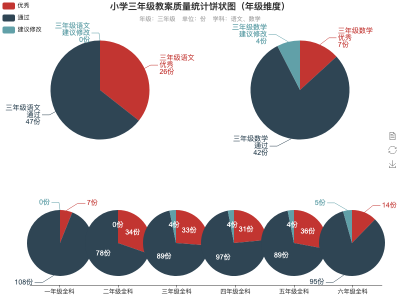 优秀
通过
建议修改
小学三年级教案质量统计饼状图（年级维度）
年级：三年级 单位：份 学科：语文、数学
三年级语文
建议修改
0份
三年级语文
优秀
26份
三年级语文
通过
47份
三年级数学
建议修改
4份
三年级数学
优秀
7份
三年级数学
通过
42份
0份
7份
108份
0份
34份
78份
4份
33份
89份
4份
31份
97份
4份
36份
89份
5份
14份
95份
一年级全科
二年级全科
三年级全科
四年级全科
五年级全科
六年级全科